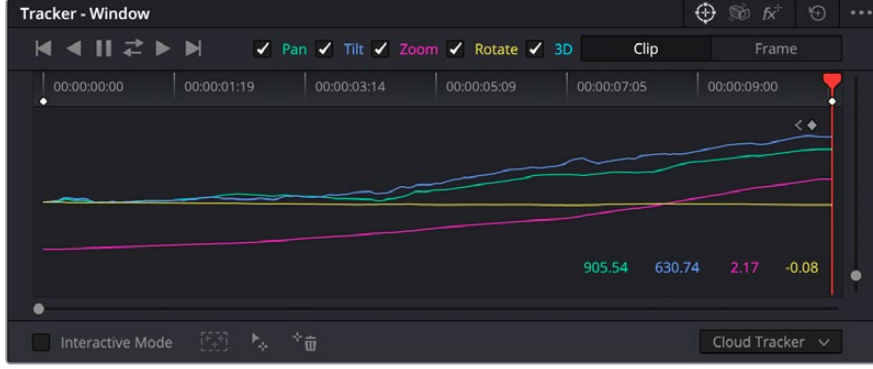 Tracker - Window
Pan Tilt Zoom Rotate 3D Clip Frame
00:00:00:00 00:00:01:19 00:00:03:14 00:00:05:09 00:00:07:05 00:00:09:00
905.54 630.74 2.17 -0.08
Interactive Mode Cloud Tracker